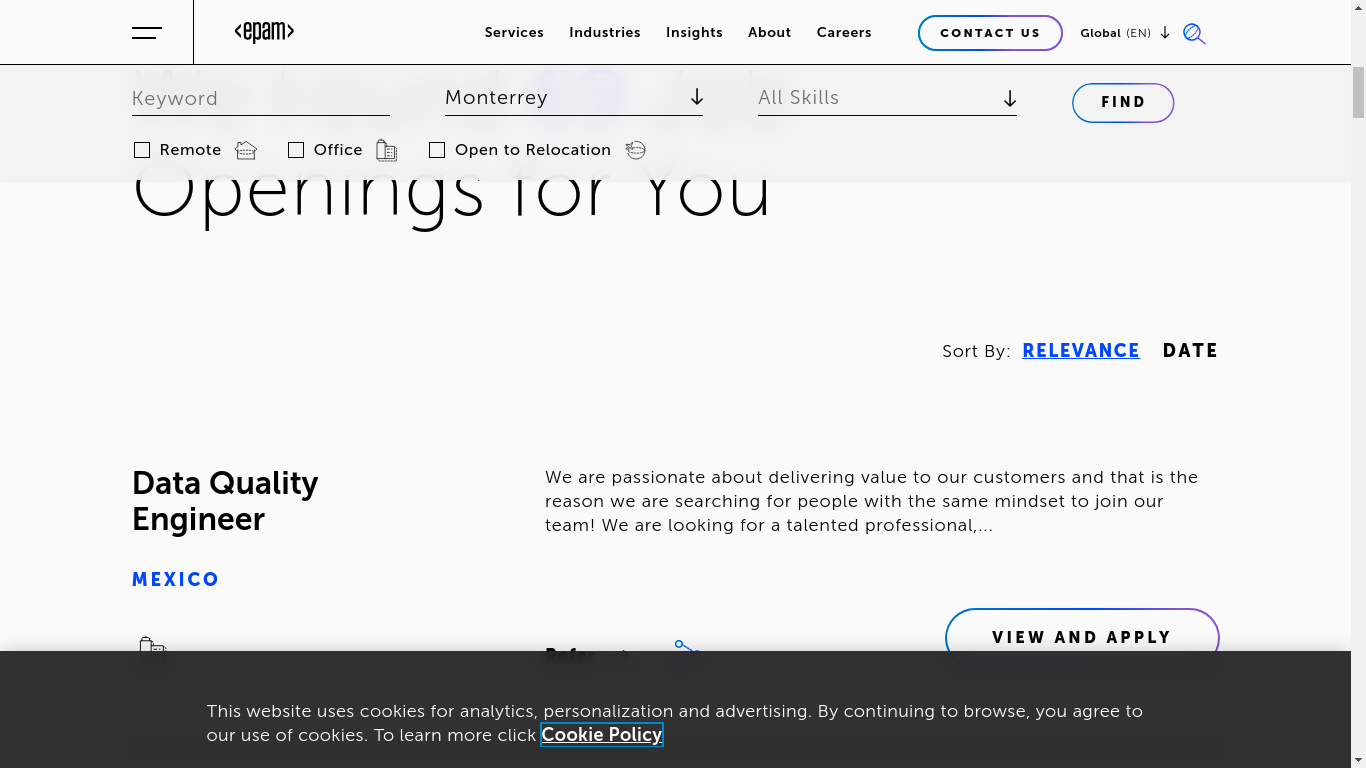 <epam>
Services Industries Insights About Careers
CONTACT US
Global (EN)
Keyword
Monterrey
All Skills
FIND
Remote
Office
Open to Relocation
Openings for You
Sort By: RELEVANCE DATE
Data Quality
Engineer
We are passionate about delivering value to our customers and that is the
reason we are searching for people with the same mindset to join our
team! We are looking for a talented professional,...
MEXICO
Refer
VIEW AND APPLY
This website uses cookies for analytics, personalization and advertising. By continuing to browse, you agree to
our use of cookies. To learn more click Cookie Policy